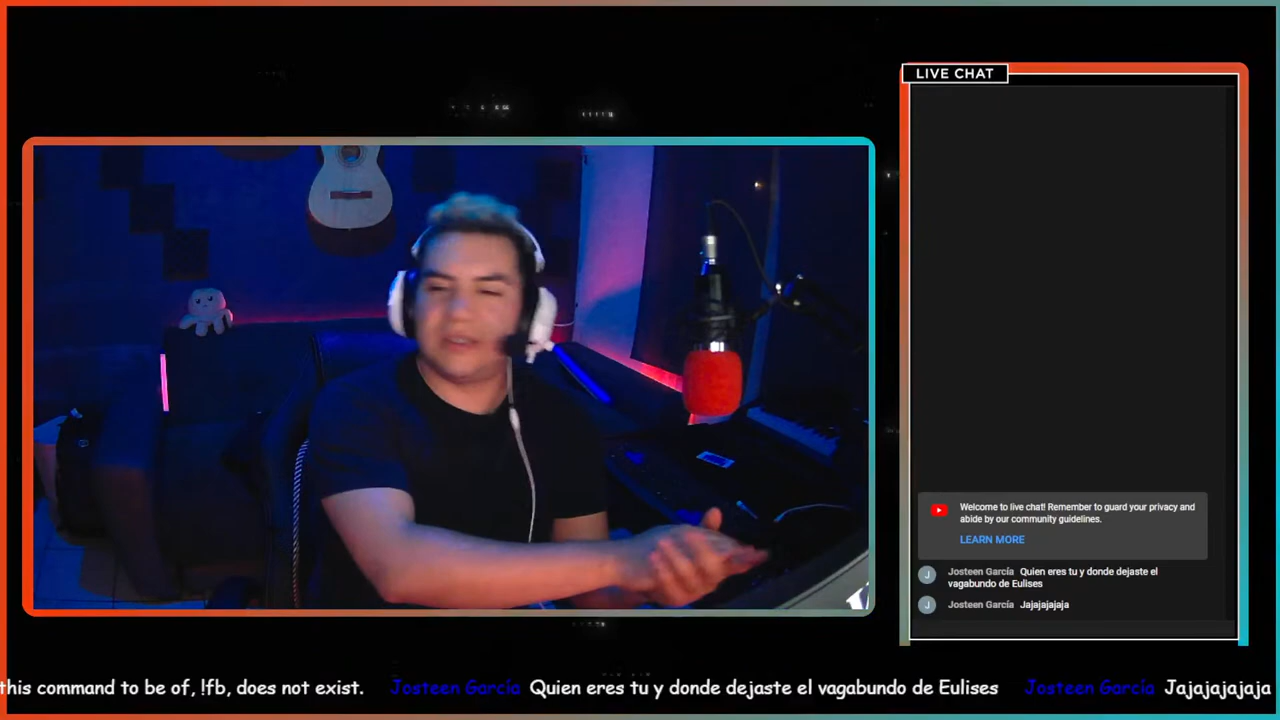 LIVE CHAT
Welcome to live chat! Remember to guard your privacy and
abide by our community guidelines.
LEARN MORE
Josteen García Quien eres tu y donde dejaste el
vagabundo de Eulises
Josteen García Jajajajajaja
this command to be of, !fb, does not exist. Josteen García Quien eres tu y donde dejaste el vagabundo de Eulises Josteen García Jajajajajaja